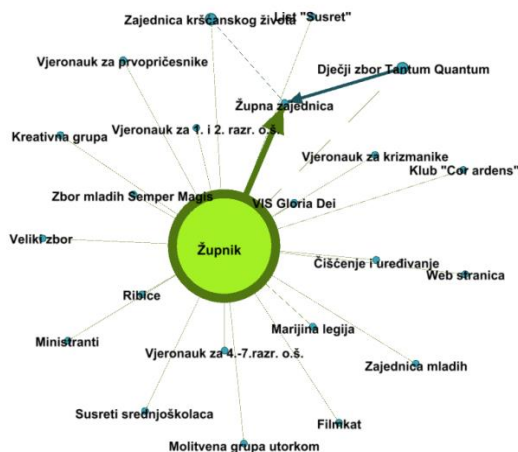 Zajednica kršćanskog života
List "Susret"
Vjeronauk za prvopričesnike
Dječji zbor Tantum Quantum
Župna zajednica
Vjeronauk za 1. i 2. razr. o.š.
Kreativna grupa
Vjeronauk za krizmanike
Klub "Cor ardens"
Zbor mladih Semper Magis
VIS Gloria Dei
Veliki zbor
Župnik
Čišćenje i uređivanje
Web stranica
Ribice
Ministranti
Marijina legija
Vjeronauk za 4.-7.razr. o.š.
Zajednica mladih
Susreti srednjoškolaca
Filmkat
Molitvena grupa utorkom